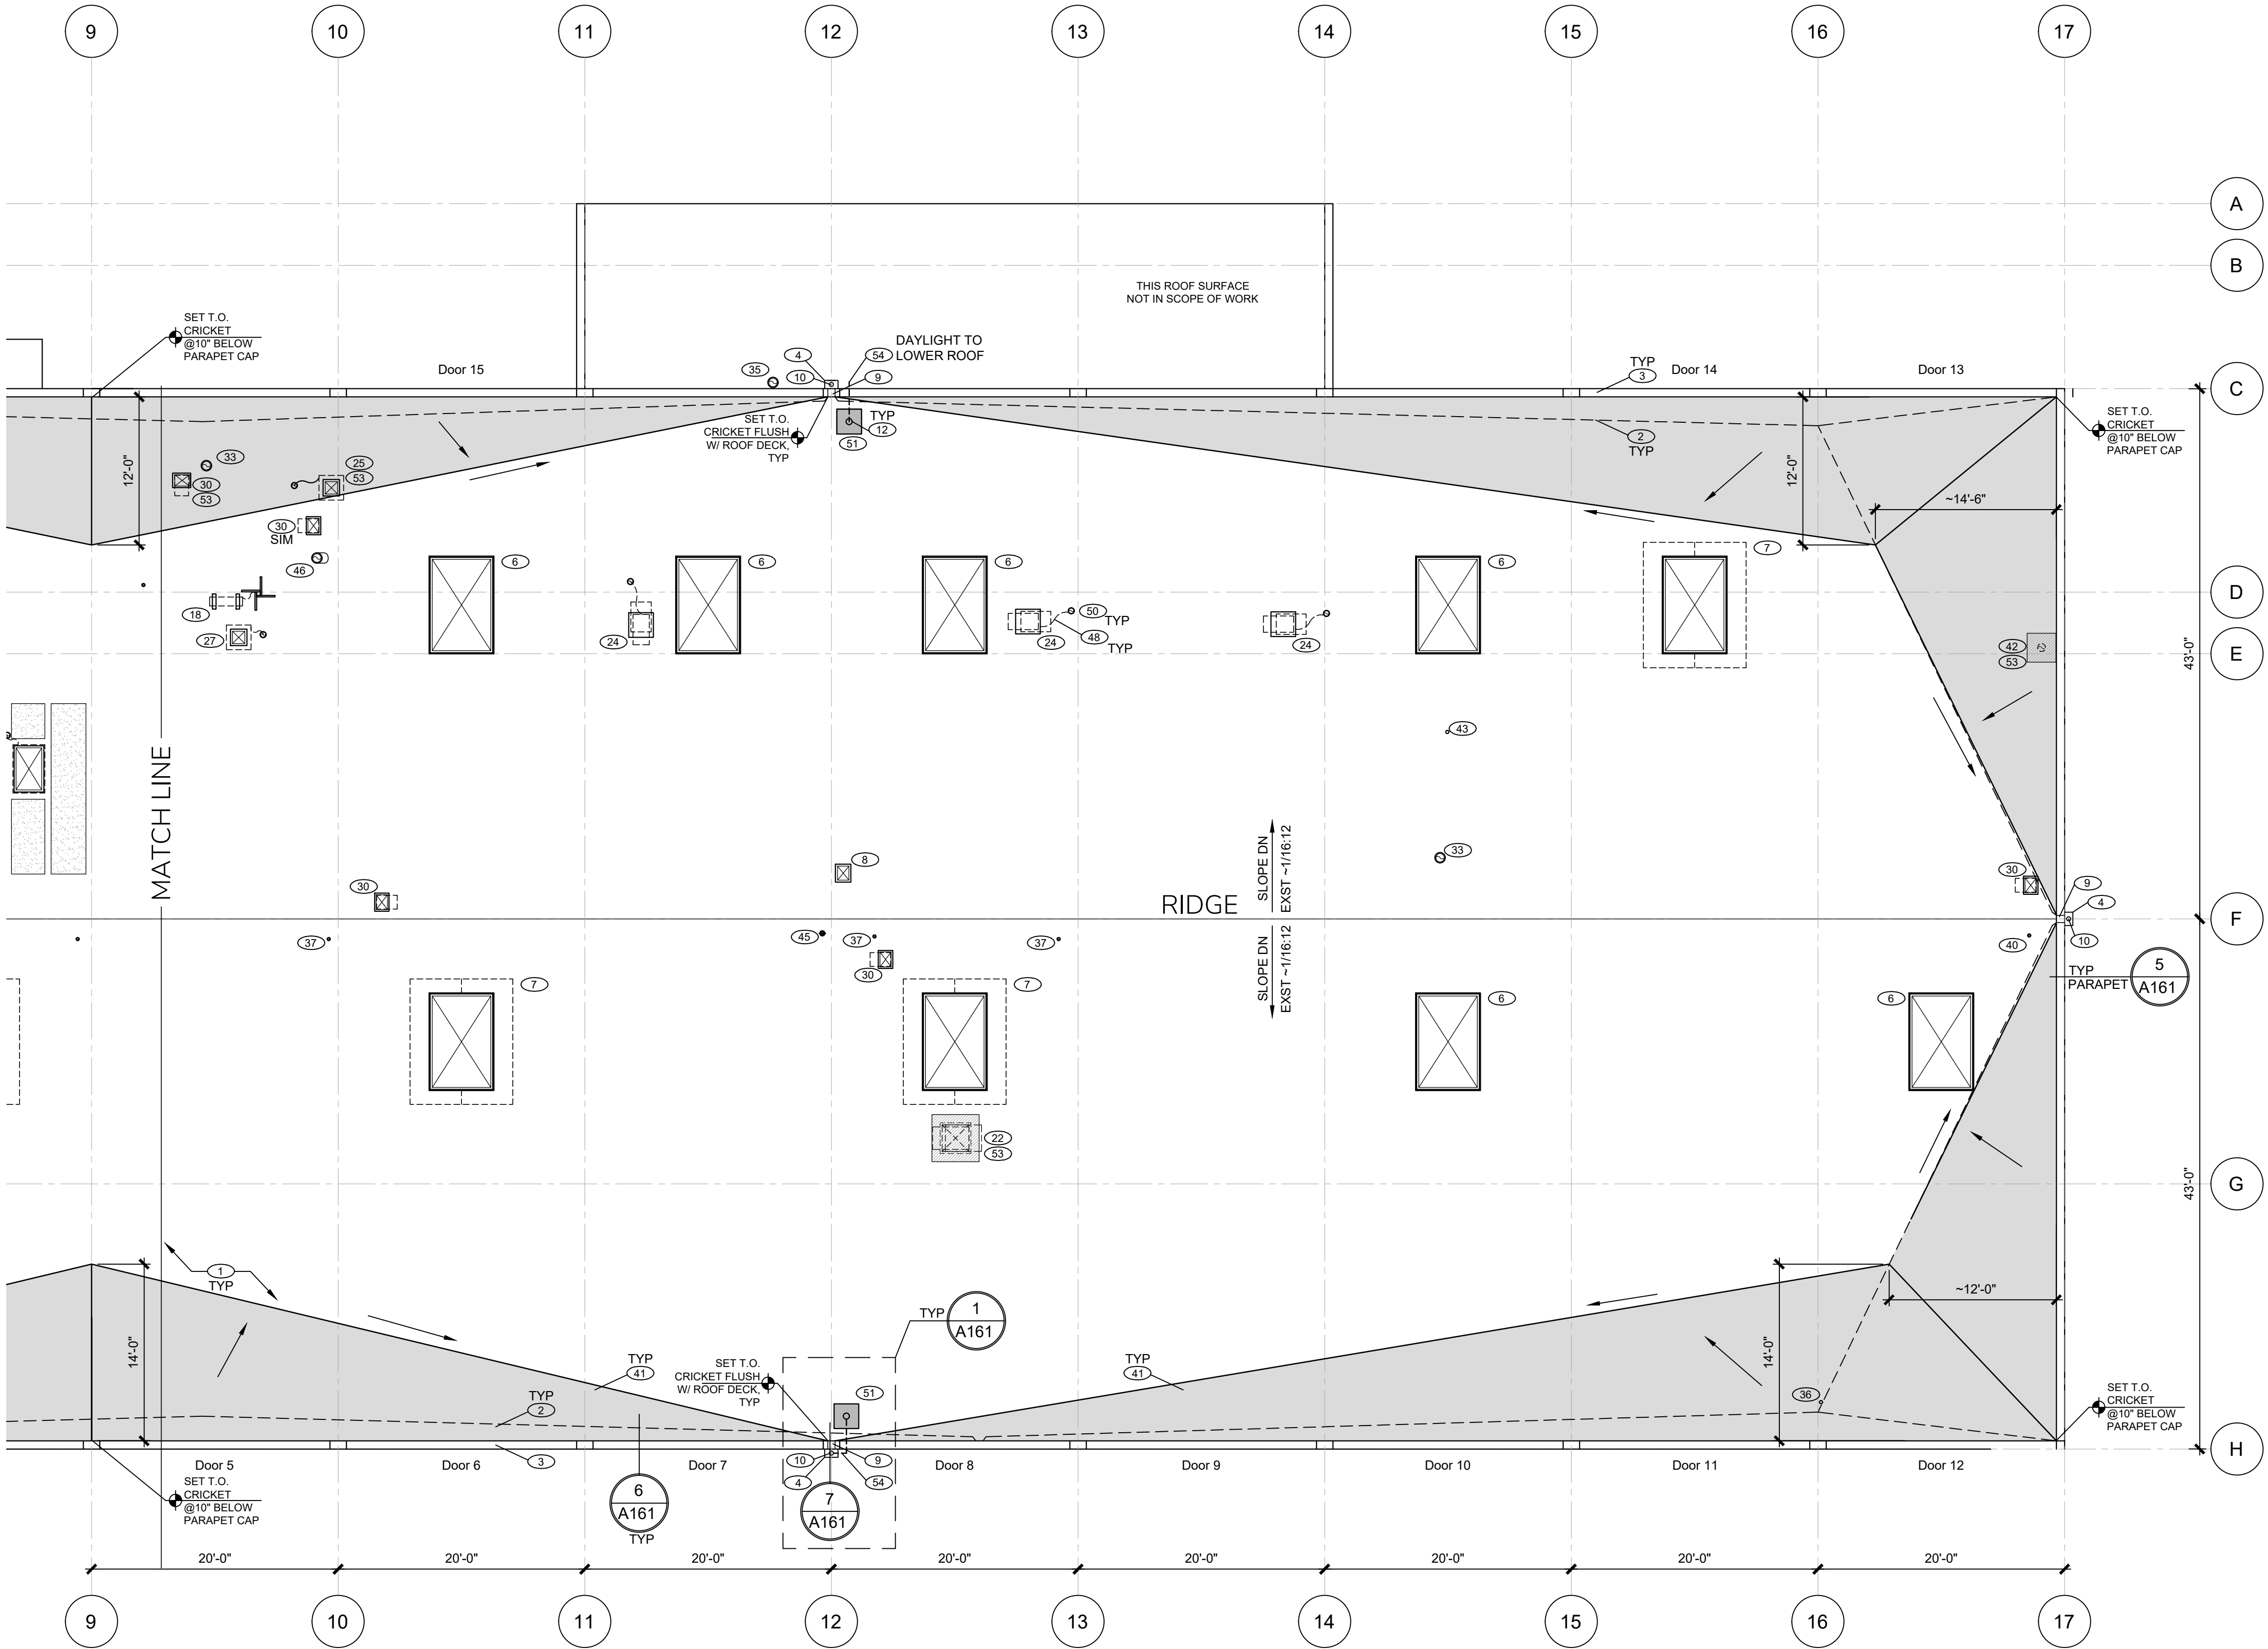 9
10
11
12
13
14
15
16
17
A
B
THIS ROOF SURFACE
NOT IN SCOPE OF WORK
SET T.O.
CRICKET
@10" BELOW
PARAPET CAP
Door 15
35
4
10
54
9
DAYLIGHT TO
LOWER ROOF
TYP
3
Door 14
Door 13
C
SET T.O.
CRICKET FLUSH
W/ ROOF DECK,
TYP
TYP
12
51
2
TYP
SET T.O.
CRICKET
@10" BELOW
PARAPET CAP
12'-0"
33
30
53
25
53
30
SIM
46
12'-0"
~14'-6"
6
6
6
6
7
D
18
27
24
50
TYP
48
TYP
24
24
42
53
E
43'-0"
43
MATCH LINE
30
8
33
SLOPE DN
EXST ~1/16:12
RIDGE
30
9
4
10
F
37
45
37
30
37
SLOPE DN
EXST ~1/16:12
40
TYP
PARAPET
5
A161
7
7
6
6
22
53
G
43'-0"
1
TYP
14'-0"
TYP
1
A161
~12'-0"
14'-0"
TYP
41
SET T.O.
CRICKET FLUSH
W/ ROOF DECK,
TYP
TYP
41
TYP
2
51
36
SET T.O.
CRICKET
@10" BELOW
PARAPET CAP
H
Door 5
Door 6
3
Door 7
10
4
9
54
Door 8
Door 9
Door 10
Door 11
Door 12
SET T.O.
CRICKET
@10" BELOW
PARAPET CAP
6
A161
TYP
7
A161
20'-0"
20'-0"
20'-0"
20'-0"
20'-0"
20'-0"
20'-0"
20'-0"
9
10
11
12
13
14
15
16
17